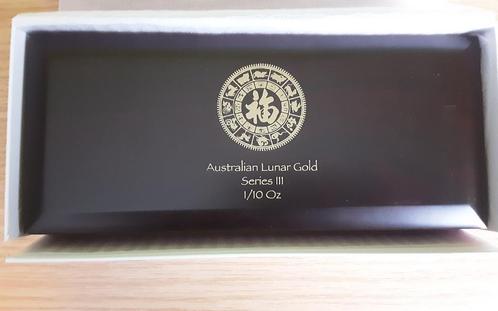 福
Australian Lunar Gold
Series III
1/10 Oz